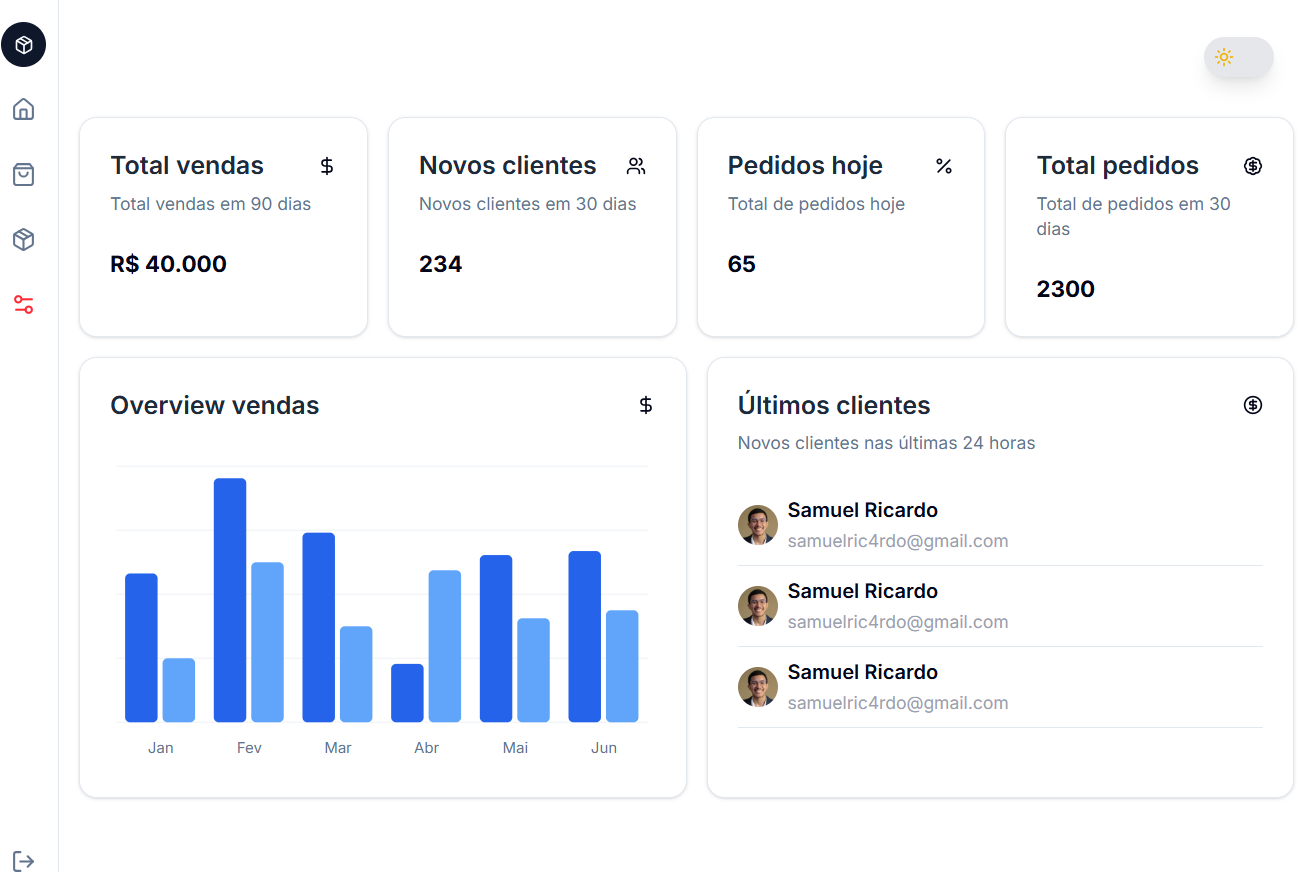 Total vendas
Total vendas em 90 dias
R$ 40.000
Novos clientes
Novos clientes em 30 dias
234
Pedidos hoje
Total de pedidos hoje
65
Total pedidos
Total de pedidos em 30
dias
2300
Overview vendas
Jan Fev Mar Abr Mai Jun
Últimos clientes
Novos clientes nas últimas 24 horas
Samuel Ricardo
samuelric4rdo@gmail.com
Samuel Ricardo
samuelric4rdo@gmail.com
Samuel Ricardo
samuelric4rdo@gmail.com